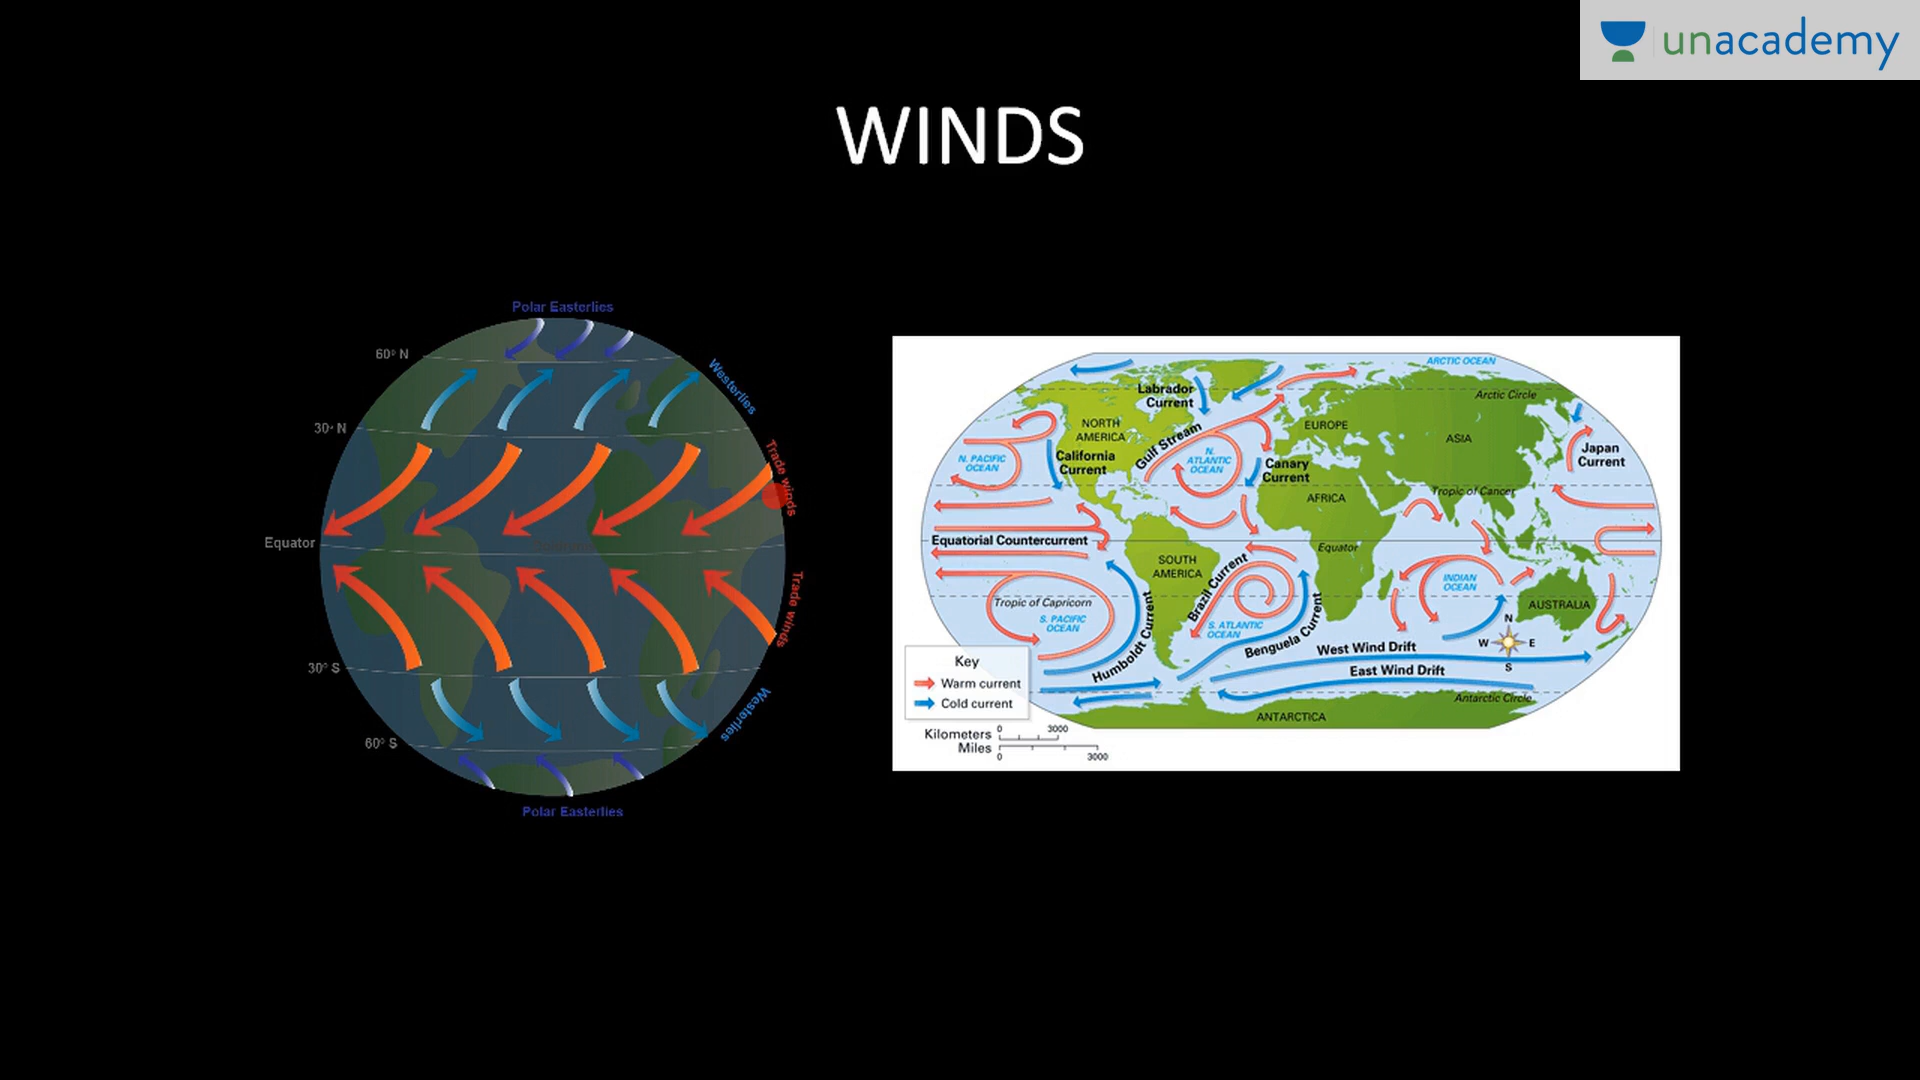 unacademy
WINDS
Polar Easterlies
60° N
Westerlies
30° N
Trade winds
Equator
Trade winds
30° S
Westerlies
60° S
Polar Easterlies
ARCTIC OCEAN
Labrador
Current
Arctic Circle
NORTH
AMERICA
EUROPE
ASIA
Gulf Stream
N. PACIFIC
OCEAN
California
Current
N.
ATLANTIC
OCEAN
Canary
Current
Japan
Current
AFRICA
Tropic of Cancer
Equatorial Countercurrent
Equator
SOUTH
AMERICA
Brazil Current
INDIAN
OCEAN
Tropic of Capricorn
S. PACIFIC
OCEAN
Humboldt Current
S. ATLANTIC
OCEAN
Benguela Current
AUSTRALIA
N
W E
S
West Wind Drift
East Wind Drift
Antarctic Circle
ANTARCTICA
Key
Warm current
Cold current
Kilometers
0 3000
Miles
0 3000